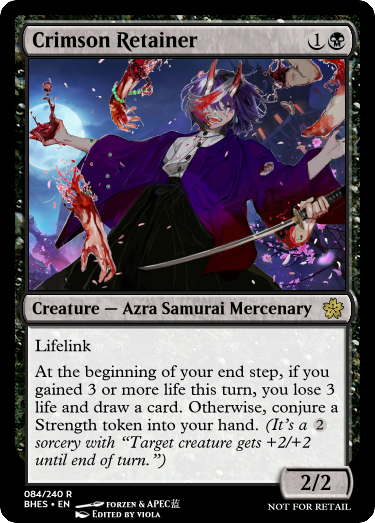 Crimson Retainer 1
Creature — Azra Samurai Mercenary
Lifelink
At the beginning of your end step, if you
gained 3 or more life this turn, you lose 3
life and draw a card. Otherwise, conjure a
Strength token into your hand. (It's a 2
sorcery with “Target creature gets +2/+2
until end of turn.”)
2/2
084/240 R
BHES • EN FORZEN & APEC蓝
Edited by viola
NOT FOR RETAIL